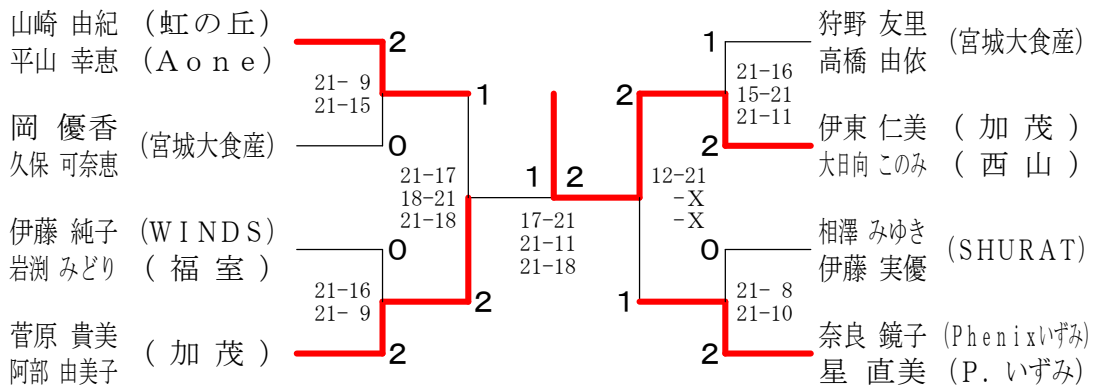 山崎 由紀 (虹の丘)
平山 幸恵 (Aone)
2
21- 9
21-15
1
岡 優香
久保 可奈恵
(宮城大食産)
0
21-17
18-21
21-18
伊藤 純子 (WINDS)
岩渕 みどり (福室)
0
21-16
21- 9
2
菅原 貴美
阿部 由美子
(加茂)
2
1 2
17-21
21-11
21-18
狩野 友里
高橋 由依
(宮城大食産)
1
21-16
15-21
21-11
2
伊東 仁美 (加茂)
大日向 このみ (西山)
2
12-21
-X
-X
相澤 みゆき
伊藤 実優
(SHURAT)
0
21- 8
21-10
1
奈良 鏡子 (Phenixいずみ)
星 直美 (P. いずみ)
2